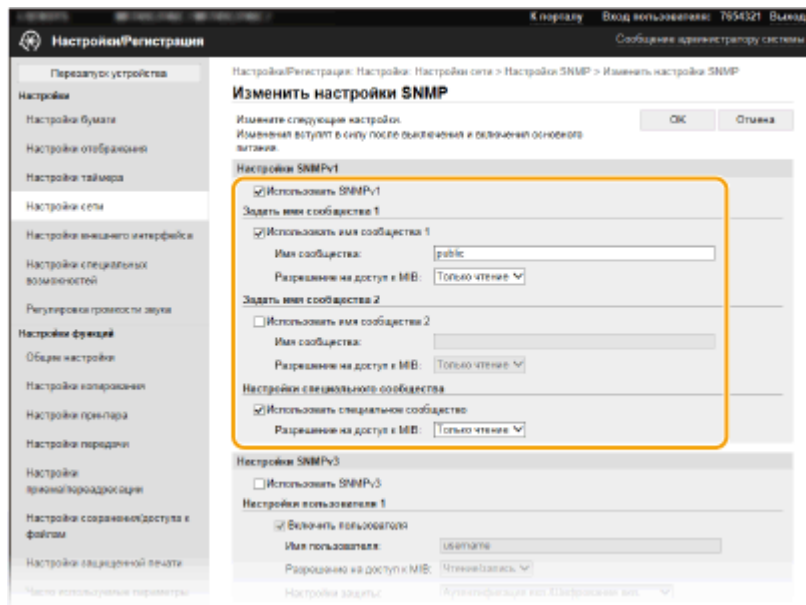 К порталу Вход пользователя: 7654321 Выход
Настройки/Регистрация
Сообщение администратору системы
Перезапуск устройства
Настройки
Настройки бумаги
Настройки отображения
Настройки таймера
Настройки сети
Настройки внешнего интерфейса
Настройки специальных
возможностей
Регулировка громкости звука
Настройки функций
Общие настройки
Настройки копирования
Настройки принтера
Настройки передачи
Настройки
приема/переадресации
Настройки сохранения/доступа к
файлам
Настройки защищенной печати
Часто используемые параметры
Настройки/Регистрация: Настройки: Настройки сети > Настройки SNMP > Изменить настройки SNMP
Изменить настройки SNMP
Измените следующие настройки.
Изменения вступят в силу после выключения и включения основного
питания.
OK Отмена
Настройки SNMPv1
Использовать SNMPv1
Задать имя сообщества 1
Использовать имя сообщества 1
Имя сообщества: public
Разрешение на доступ к MIB: Только чтение
Задать имя сообщества 2
Использовать имя сообщества 2
Имя сообщества:
Разрешение на доступ к MIB: Только чтение
Настройки специального сообщества
Использовать специальное сообщество
Разрешение на доступ к MIB: Только чтение
Настройки SNMPv3
Использовать SNMPv3
Настройки пользователя 1
Включить пользователя
Имя пользователя: username
Разрешение на доступ к MIB: Чтение/запись
Настройки защиты: